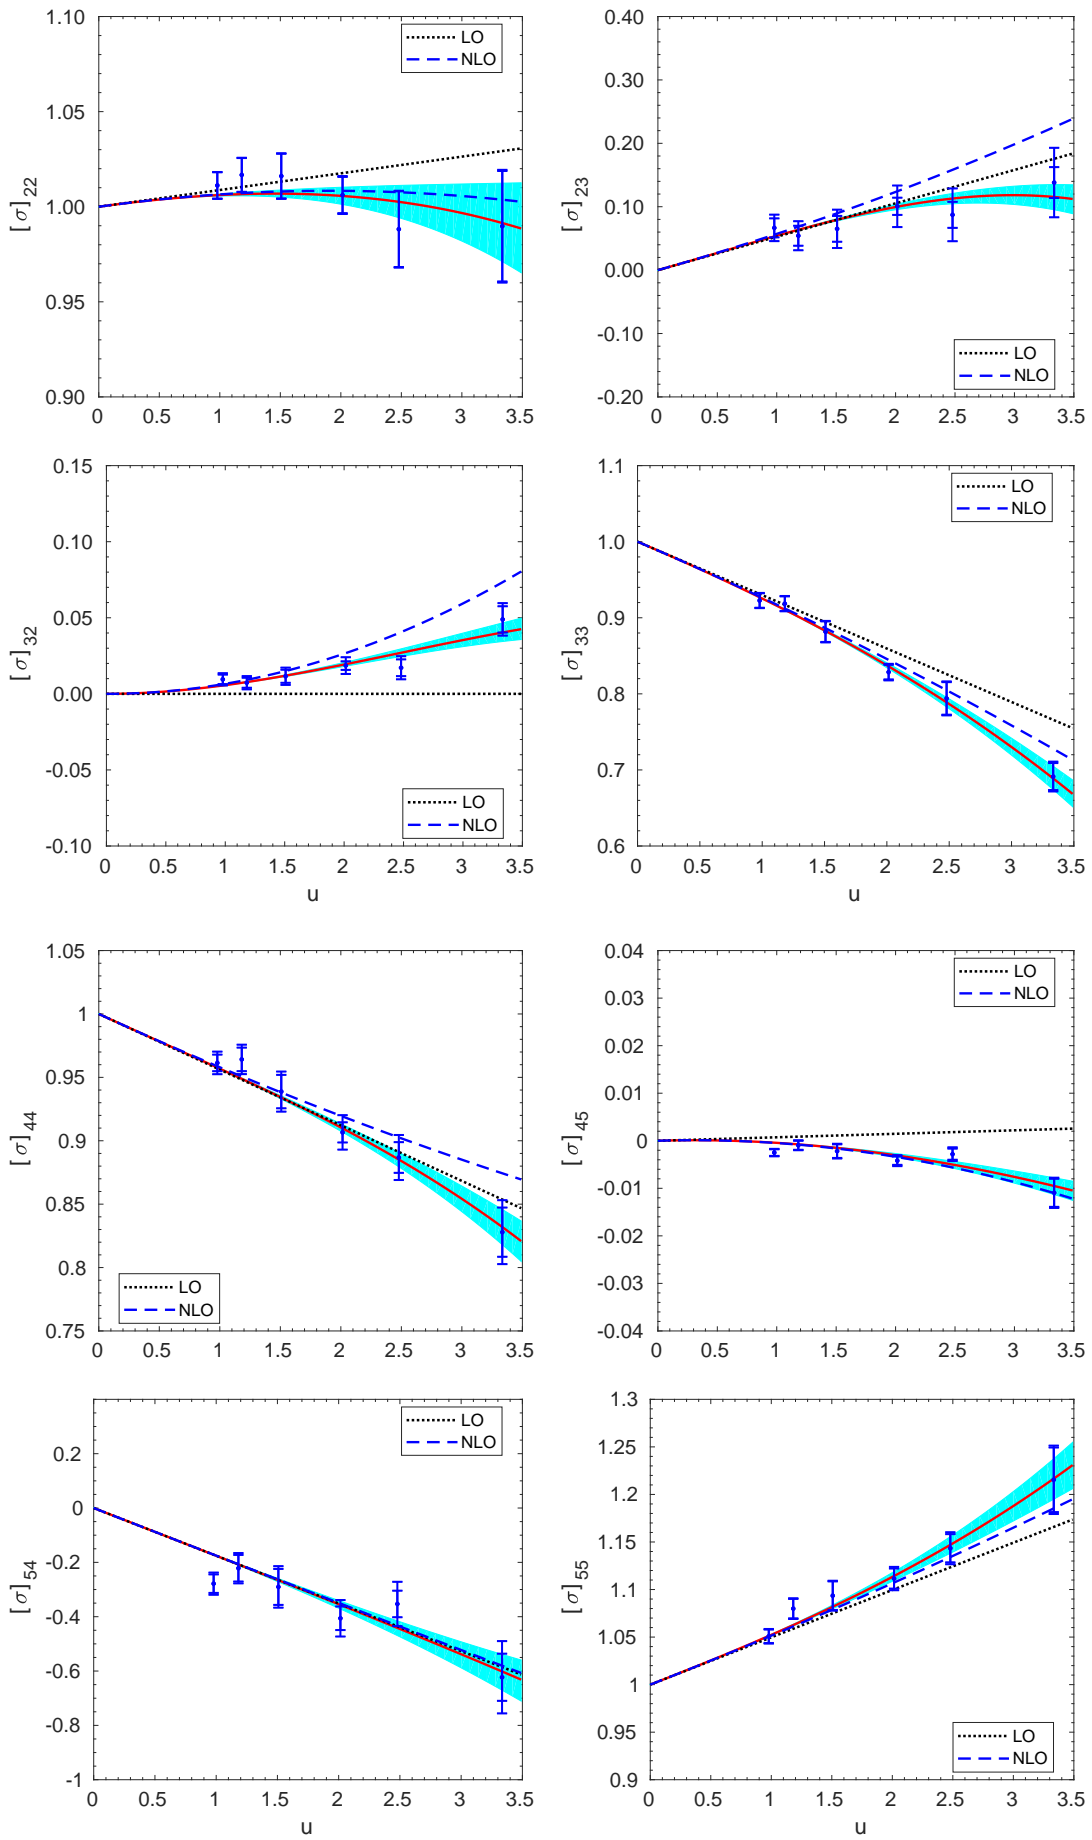 1.10
1.05
1.00
0.95
0.90
[σ]22
LO
NLO
0 0.5 1 1.5 2 2.5 3 3.5
0.40
0.30
0.20
0.10
0.00
-0.10
-0.20
[σ]23
LO
NLO
0 0.5 1 1.5 2 2.5 3 3.5
0.15
0.10
0.05
0.00
-0.05
-0.10
[σ]32
LO
NLO
0 0.5 1 1.5 2 2.5 3 3.5
u
1.1
1.0
0.9
0.8
0.7
0.6
[σ]33
LO
NLO
0 0.5 1 1.5 2 2.5 3 3.5
u
1.05
1
0.95
0.9
0.85
0.8
0.75
[σ]44
LO
NLO
0 0.5 1 1.5 2 2.5 3 3.5
0.04
0.03
0.02
0.01
0
-0.01
-0.02
-0.03
-0.04
[σ]45
LO
NLO
0 0.5 1 1.5 2 2.5 3 3.5
0.2
0
-0.2
-0.4
-0.6
-0.8
-1
[σ]54
LO
NLO
0 0.5 1 1.5 2 2.5 3 3.5
u
1.3
1.25
1.2
1.15
1.1
1.05
1
0.95
0.9
[σ]55
LO
NLO
0 0.5 1 1.5 2 2.5 3 3.5
u